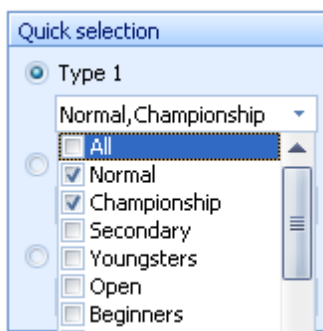 Quick selection
Type 1
Normal,Championship
All
Normal
Championship
Secondary
Youngsters
Open
Beginners